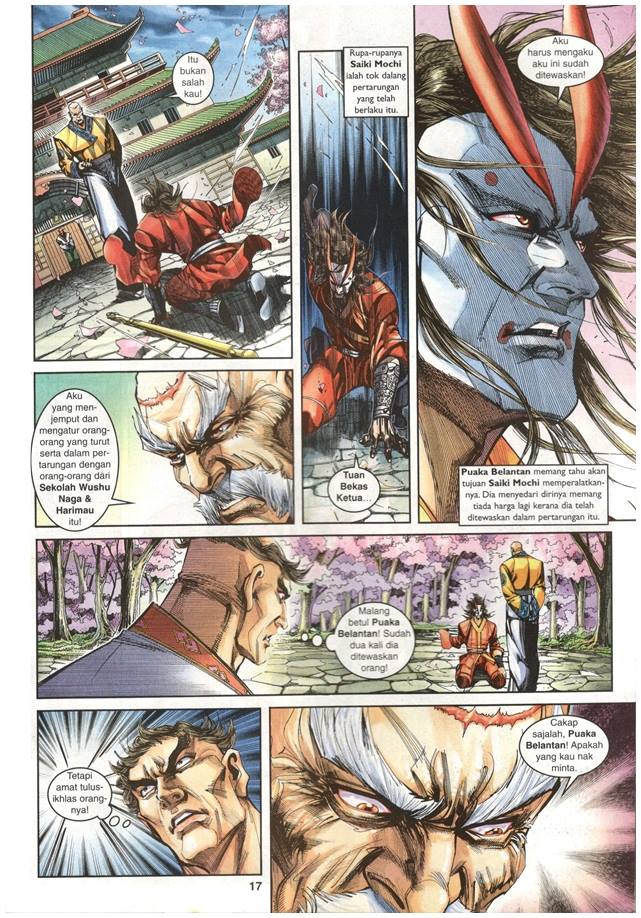 Itu
bukan
salah
kau!
Rupa-rupanya
Saiki Mochi
ialah tok dalang
pertarungan
yang telah
berlaku itu.
Aku
harus mengaku
aku ini sudah
ditewaskan!
Aku
yang men-
jemput dan
mengatur orang-
orang yang turut
serta dalam per-
tarungan dengan
orang-orang dari
Sekolah Wushu
Naga &
Harimau
itu!
Tuan
Bekas
Ketua...
Puaka Belantan memang tahu akan
tujuan Saiki Mochi memperalatkan-
nya. Dia menyedari dirinya memang
tiada harga lagi kerana dia telah
ditewaskan dalam pertarungan itu.
Malang
betul Puaka
Belantan! Sudah
dua kali dia
ditewaskan
orang!
Tetapi
amat tulus-
ikhlas orang-
nya!
Cakap
sajalah, Puaka
Belantan! Apakah
yang kau nak
minta.
17